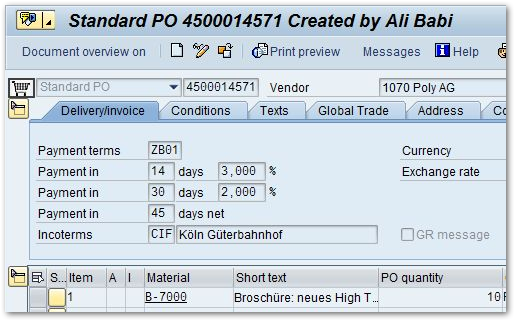 Standard PO 4500014571 Created by Ali Babi
Document overview on Print preview Messages Help
Standard PO 4500014571 Vendor 1070 Poly AG
Delivery/invoice Conditions Texts Global Trade Address Co
Payment terms ZB01 Currency
Payment in 14 days 3,000 % Exchange rate
Payment in 30 days 2,000 %
Payment in 45 days net
Incoterms CIF Köln Güterbahnhof GR message
S... Item A I Material Short text PO quantity
1 B-7000 Broschüre: neues High T... 10